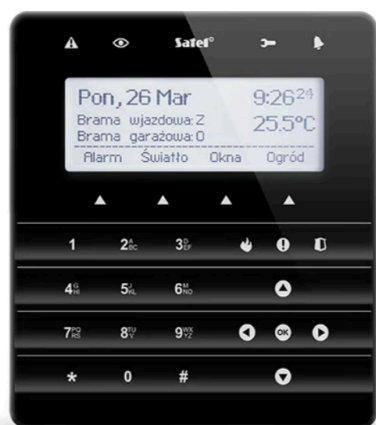 Satel®
Pon, 26 Mar 9:26 24
Brama wjazdowa: Z 25.5°C
Brama garażowa: O
Alarm Światło Okna Ogród
1 2 ABC 3 DEF
4 GHI 5 JKL 6 MNO
7 PQRS 8 TUV 9 WXYZ OK
* 0 #